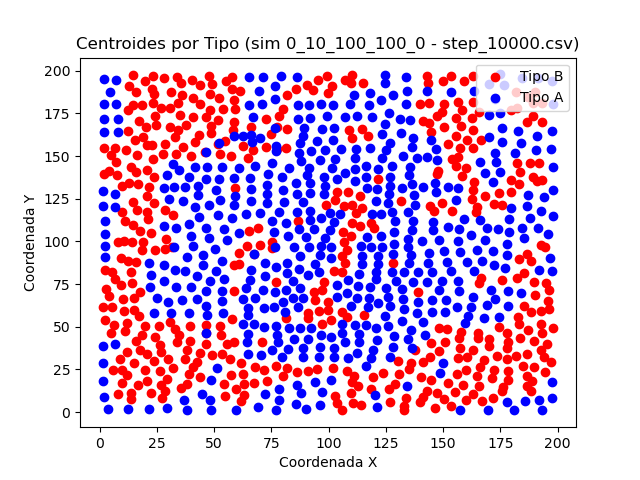 Centroides por Tipo (sim 0_10_100_100_0 - step_10000.csv)
Tipo B
Tipo A
Coordenada Y
200
175
150
125
100
75
50
25
0
0 25 50 75 100 125 150 175 200
Coordenada X